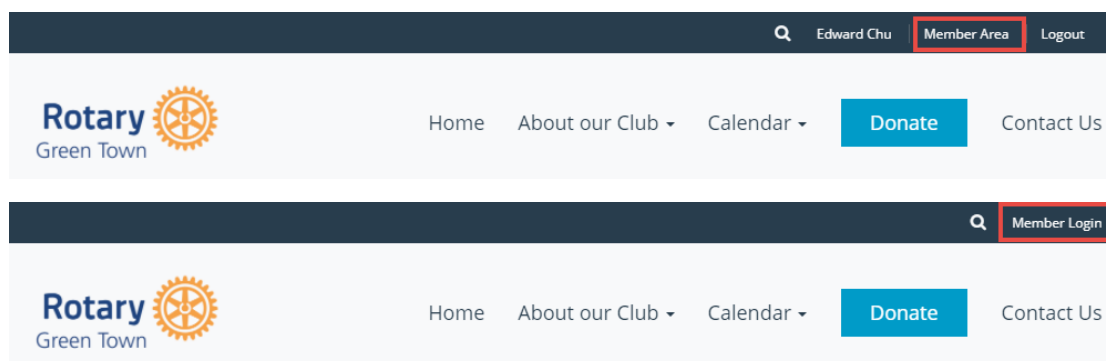 Edward Chu Member Area Logout
Rotary
Green Town
Home About our Club Calendar Donate Contact Us
Member Login
Rotary
Green Town
Home About our Club Calendar Donate Contact Us